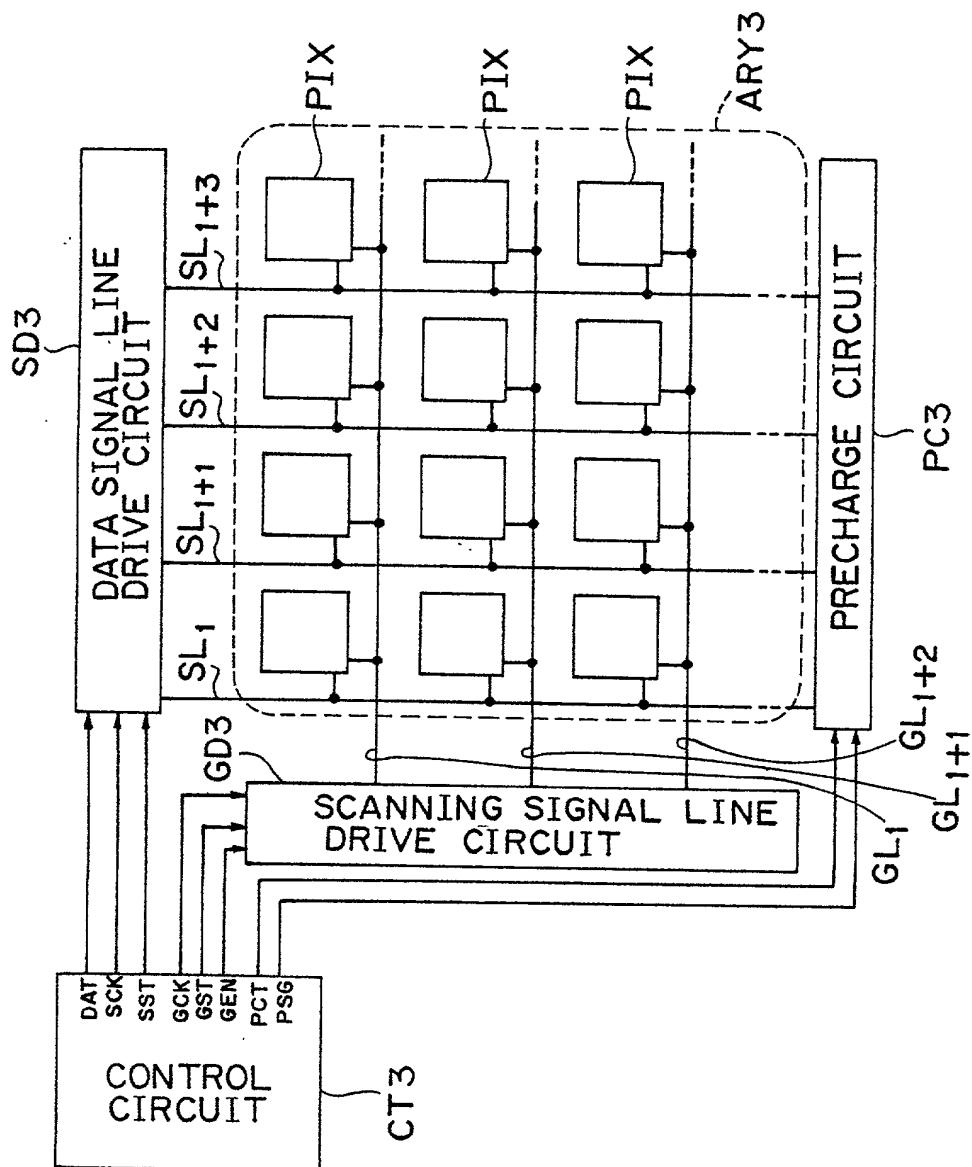 SD3
DATA SIGNAL LINE
DRIVE CIRCUIT
SL1
SL1+1
SL1+2
SL1+3
PIX
PIX
PIX
ARY3
GD3
SCANNING SIGNAL LINE
DRIVE CIRCUIT
GL1
GL1+1
GL1+2
PRECHARGE CIRCUIT
PC3
DAT
SCK
SST
GCK
GST
GEN
PCT
PSG
CONTROL
CIRCUIT
CT3